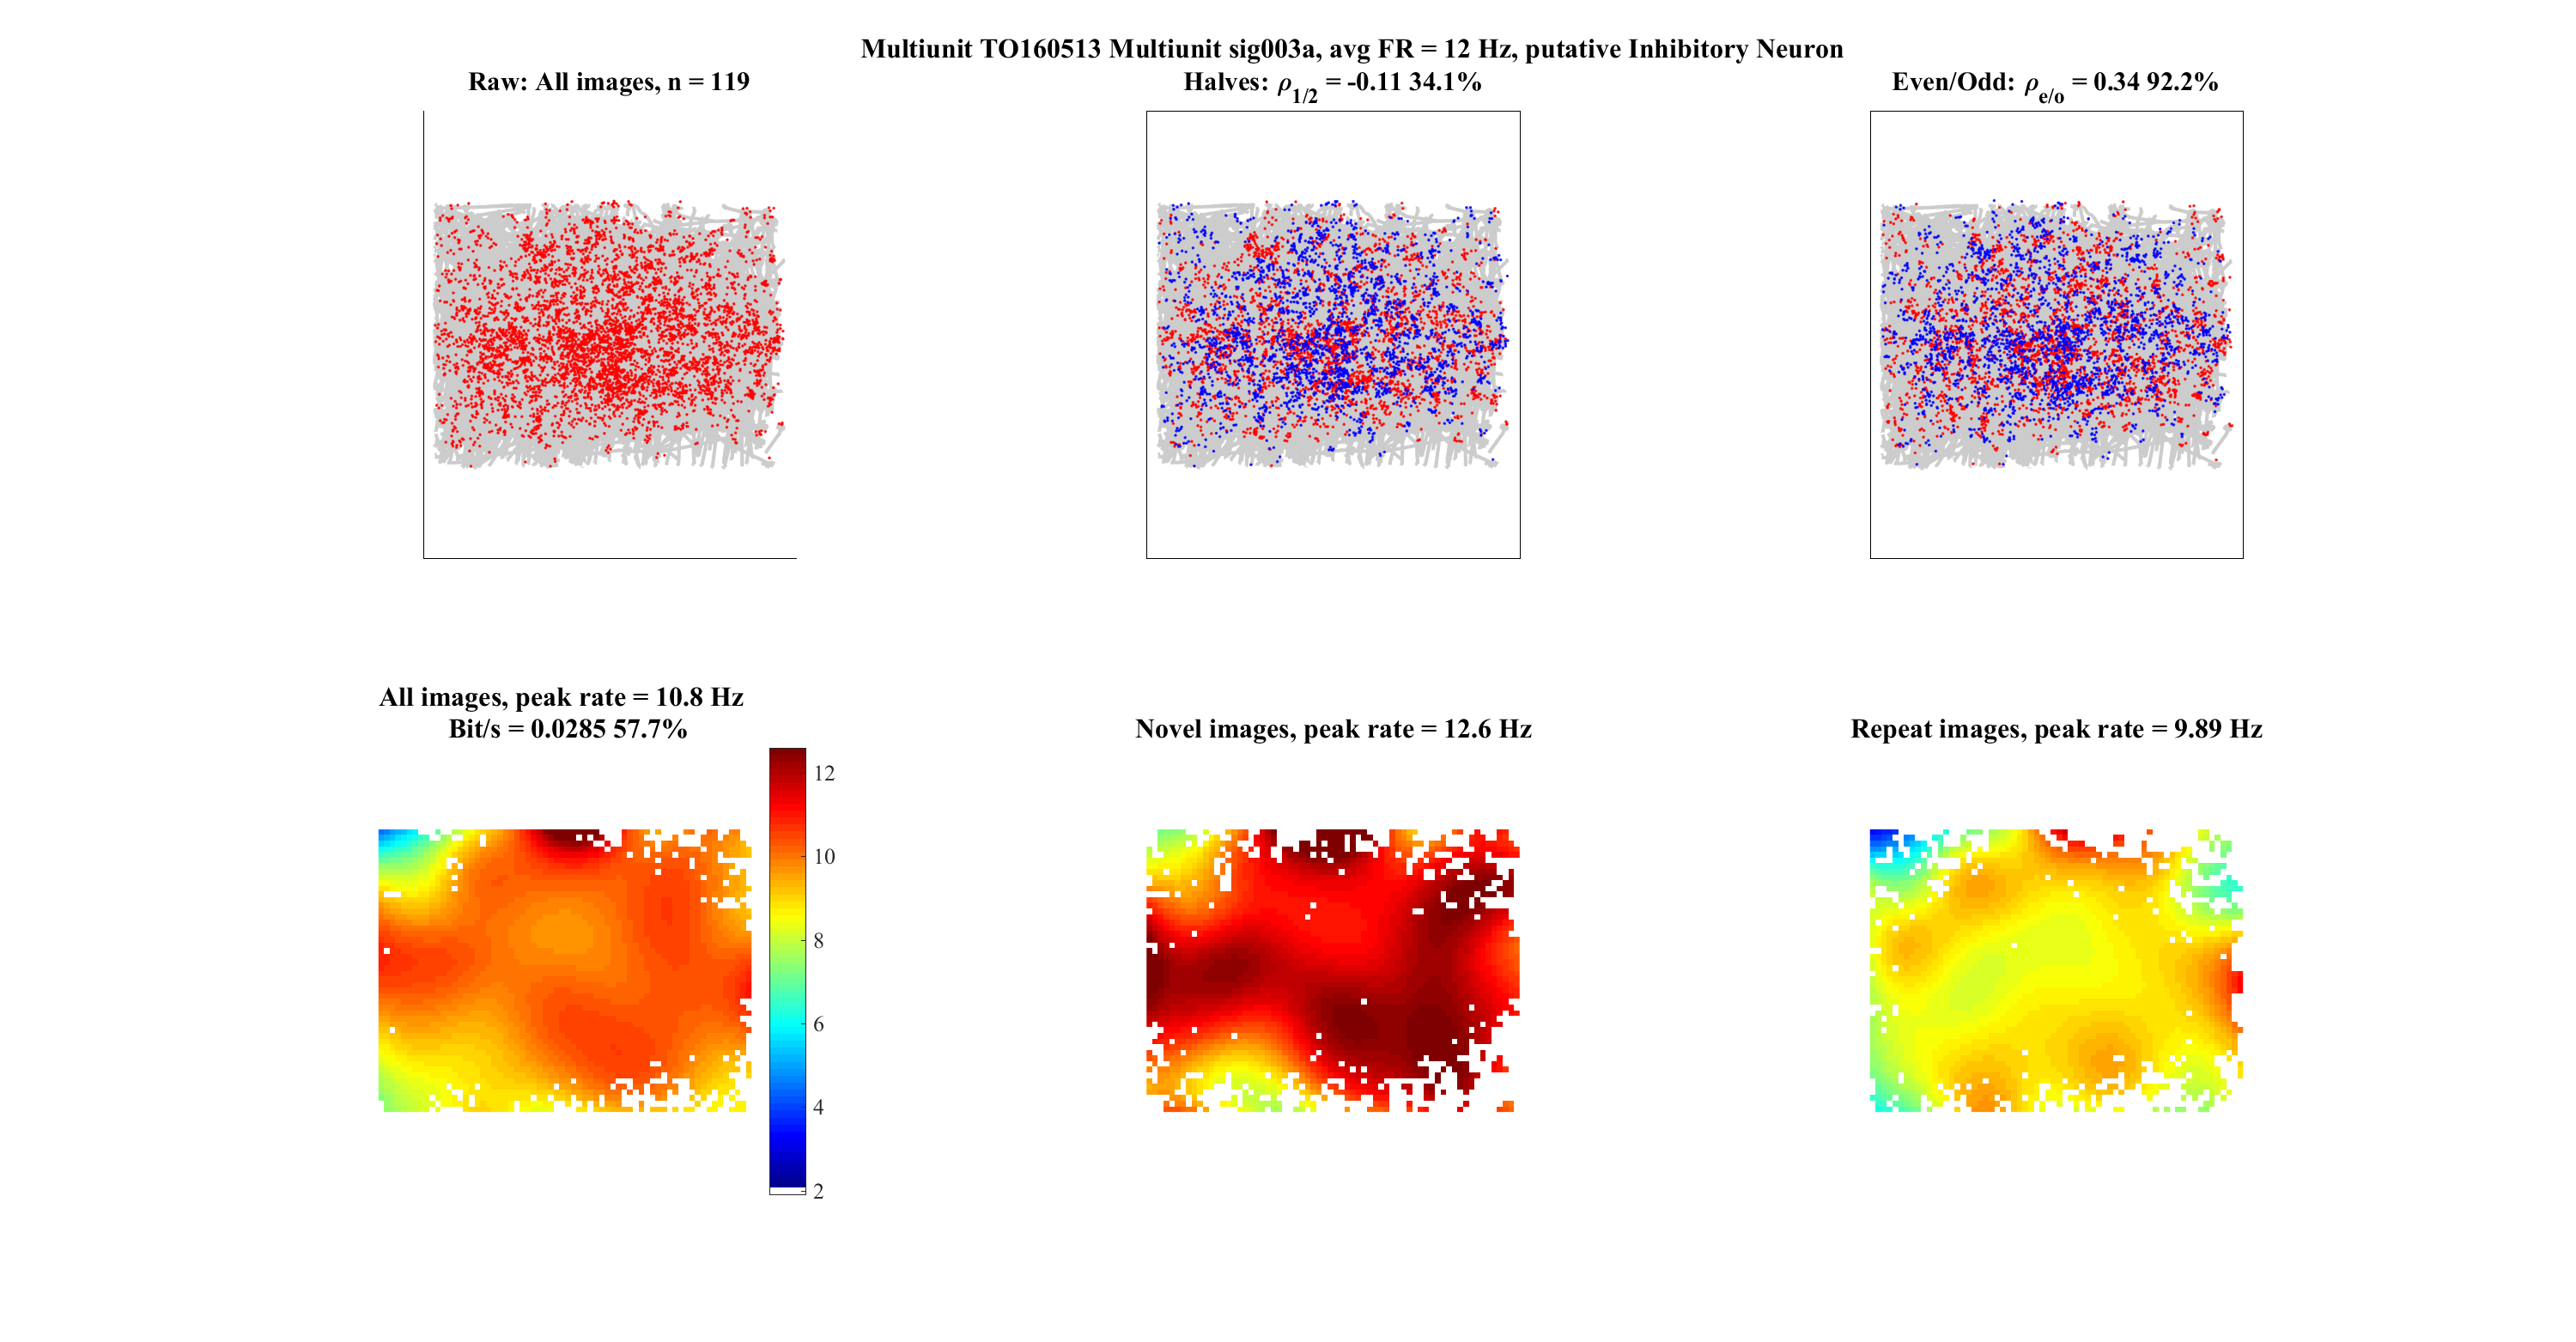 Multiunit TO160513 Multiunit sig003a, avg FR = 12 Hz, putative Inhibitory Neuron
Raw: All images, n = 119
Halves: ρ1/2 = -0.11 34.1%
Even/Odd: ρe/o = 0.34 92.2%
All images, peak rate = 10.8 Hz
Bit/s = 0.0285 57.7%
Novel images, peak rate = 12.6 Hz
Repeat images, peak rate = 9.89 Hz
12
10
8
6
4
2